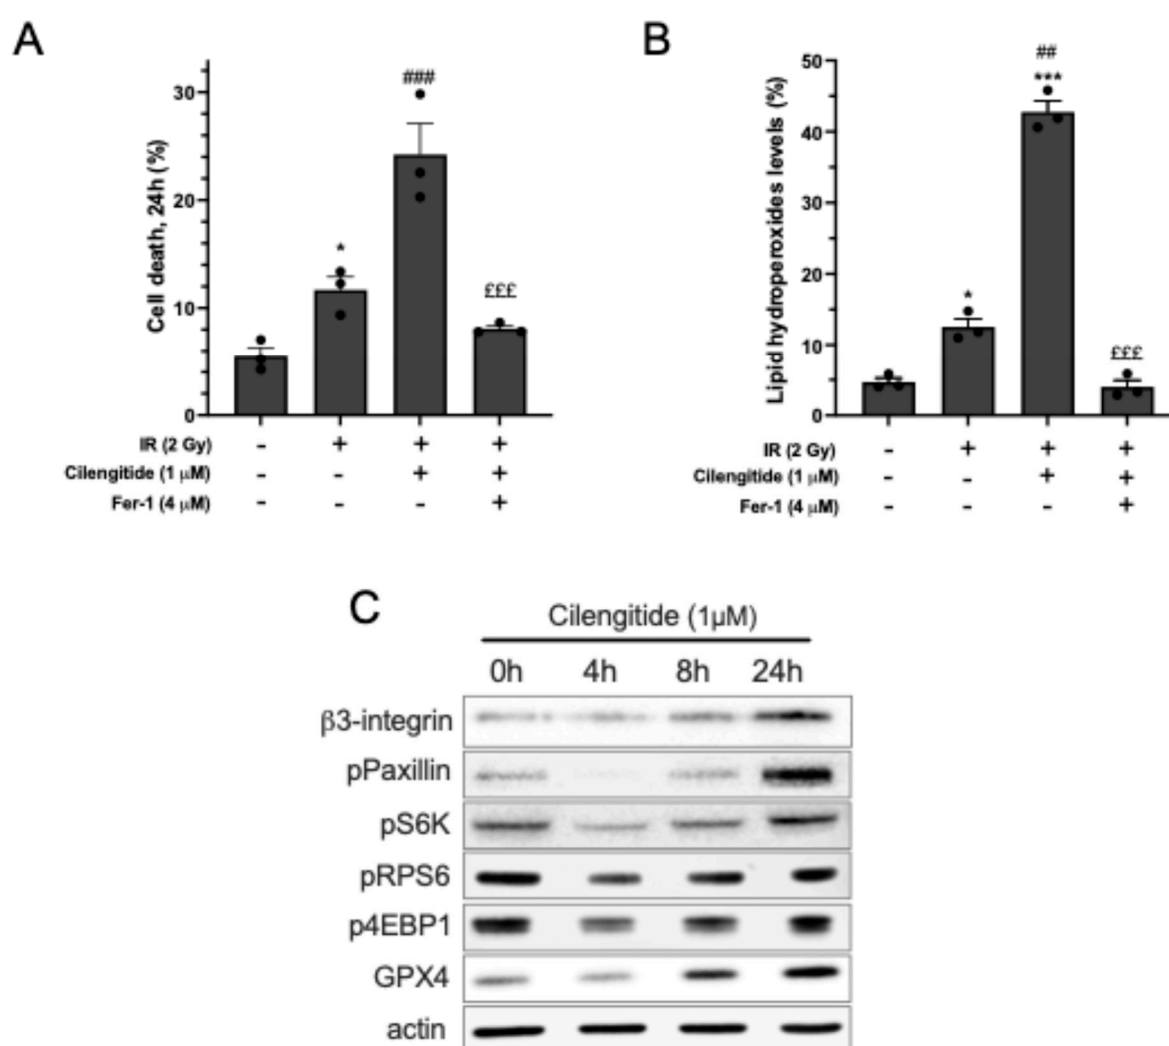 A
Cell death, 24h (%)
30
20
10
0
*
###
£££
IR (2 Gy) - + + +
Cilengitide (1 µM) - - + +
Fer-1 (4 µM) - - - +
B
Lipid hydroperoxides levels (%)
50
40
30
20
10
0
*
##
***
£££
IR (2 Gy) - + + +
Cilengitide (1 µM) - - + +
Fer-1 (4 µM) - - - +
C
Cilengitide (1µM)
0h 4h 8h 24h
β3-integrin
pPaxillin
pS6K
pRPS6
p4EBP1
GPX4
actin